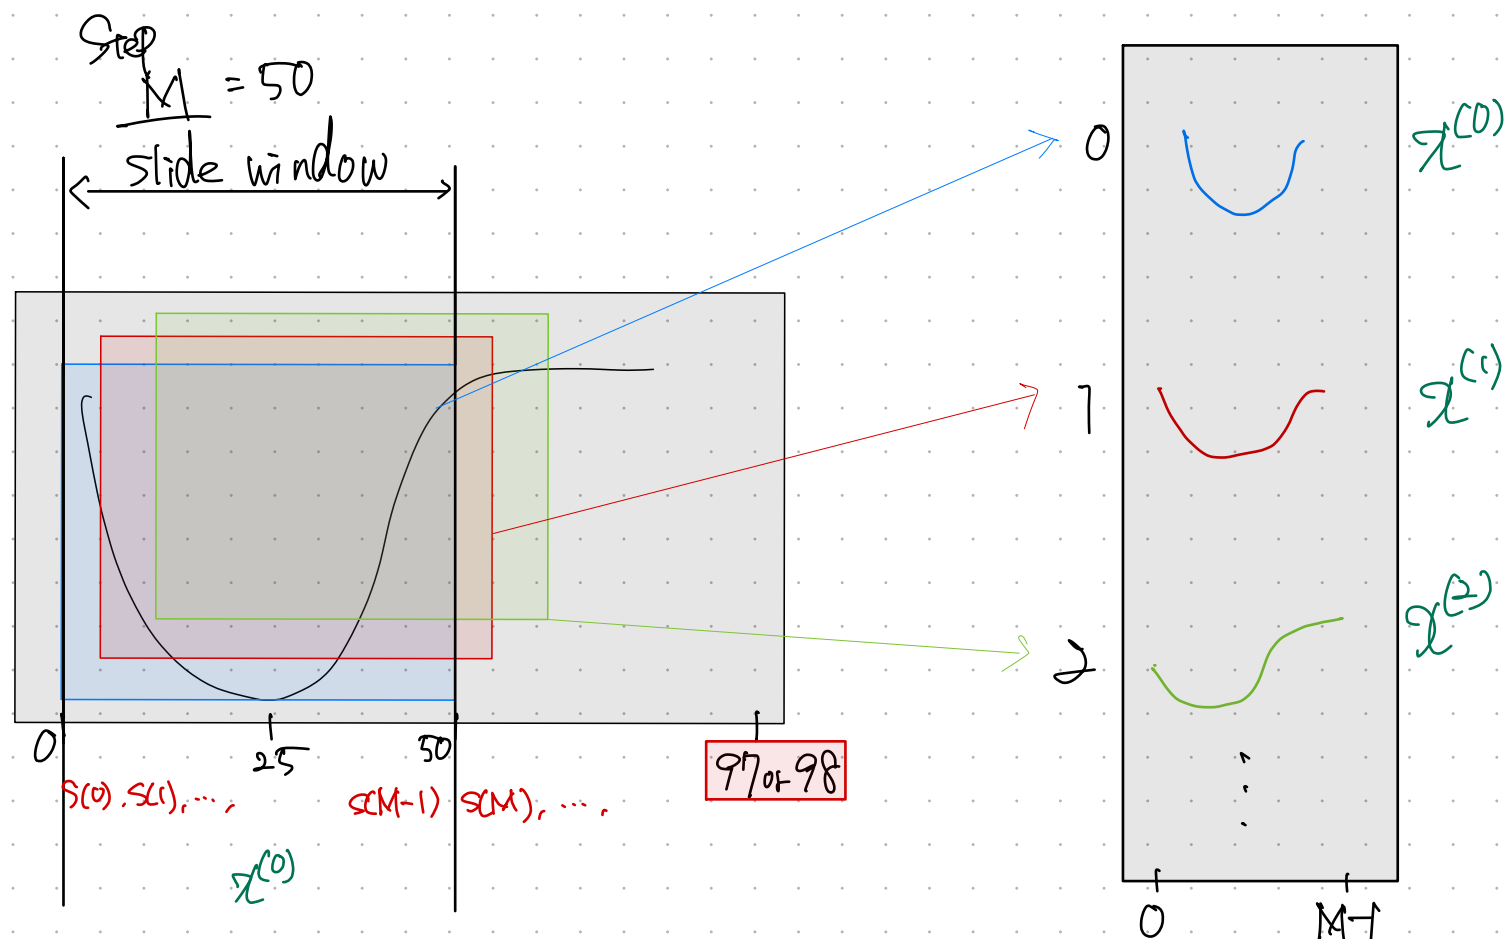 Step
M = 50
slide window
0 x^(0)
1 x^(1)
2 x^(2)
0 25 50 97 or 98
S(0), S(1), ...,
S(M-1) S(M), ....,
x^(0)
0 M-1